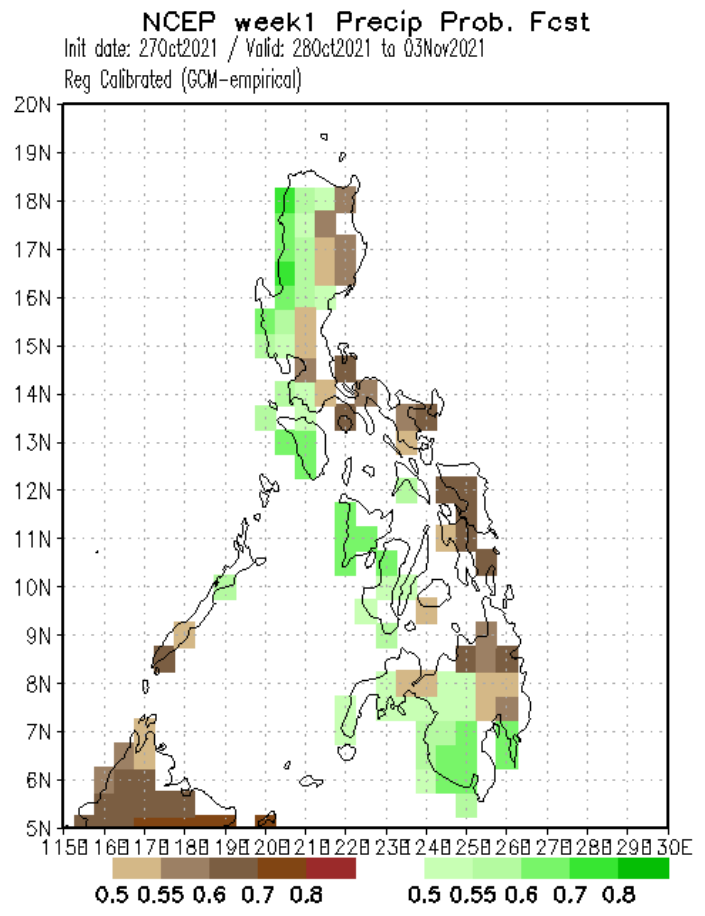 NCEP week1 Precip Prob. Fcst
Init date: 27Oct2021 / Valid: 28Oct2021 to 03Nov2021
Reg Calibrated (GCM-empirical)
20N
19N
18N
17N
16N
15N
14N
13N
12N
11N
10N
9N
8N
7N
6N
5N
115E 116E 117E 118E 119E 120E 121E 122E 123E 124E 125E 126E 127E 128E 129E 130E
0.5 0.55 0.6 0.7 0.8 0.5 0.55 0.6 0.7 0.8